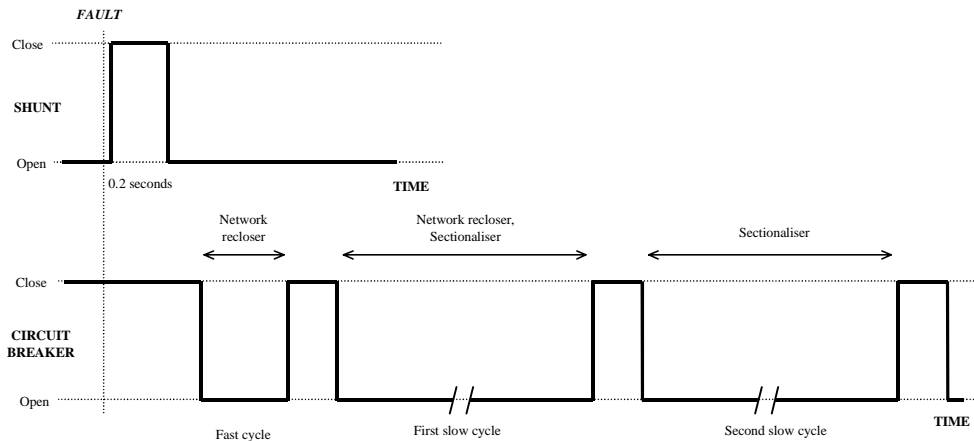 FAULT
Close
SHUNT
Open
0.2 seconds
TIME
Network
recloser
Network recloser,
Sectionaliser
Sectionaliser
Close
CIRCUIT
BREAKER
Open
TIME
Fast cycle
First slow cycle
Second slow cycle